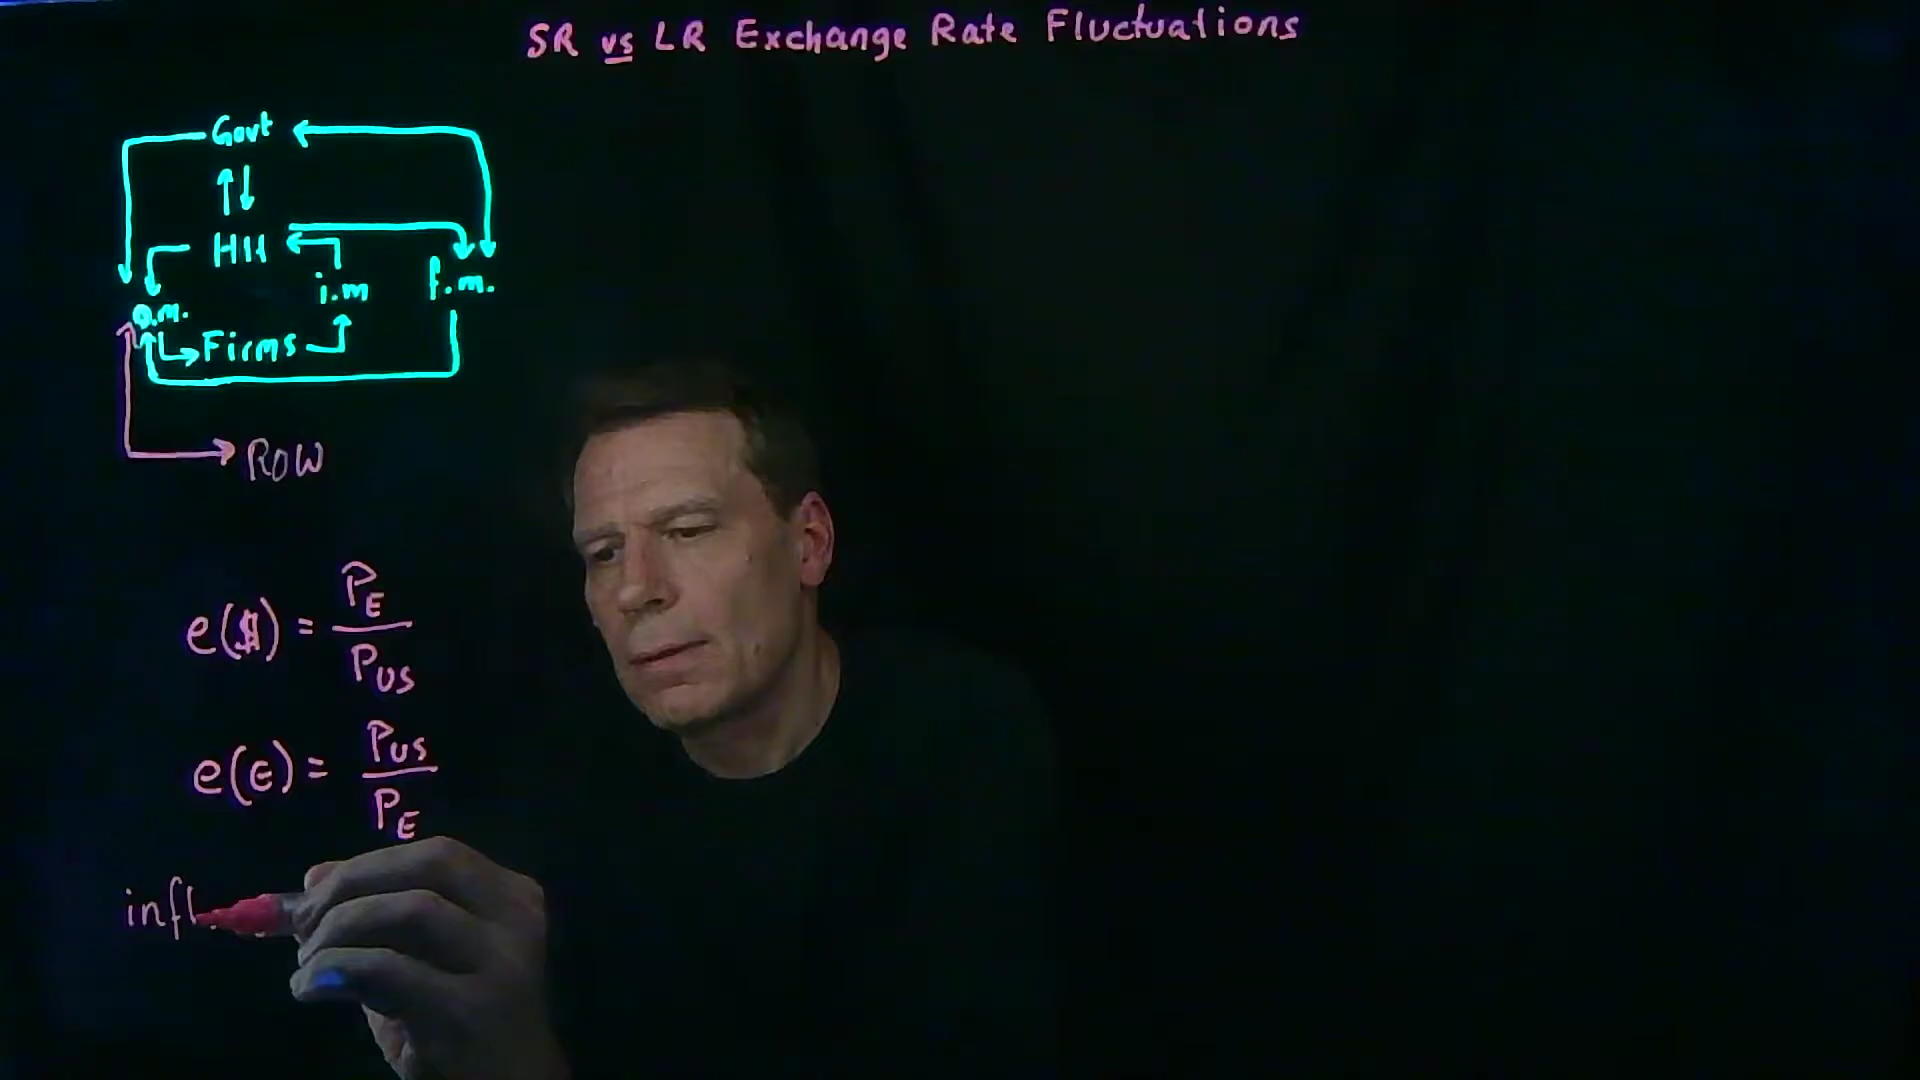 SR vs LR Exchange Rate Fluctuations
Govt
HH
i.m
f.m.
o.m.
Firms
ROW
e($) = P_E / P_US
e(€) = P_US / P_E
infl